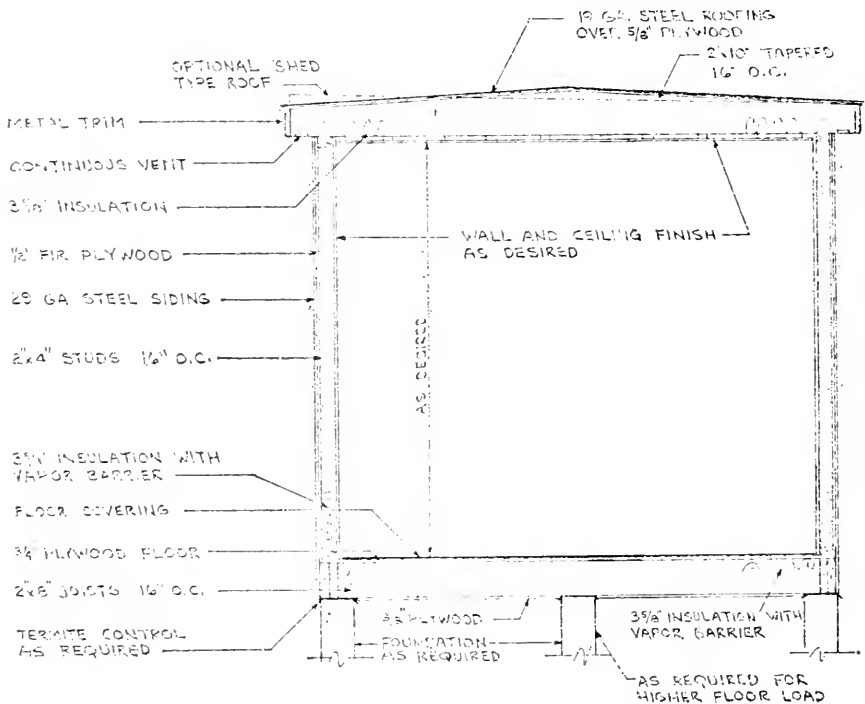 19 GA. STEEL ROOFING
OVER 5/8" PLYWOOD
2"x10" TAPERED
16" O.C.
OPTIONAL SHED
TYPE ROOF
METAL TRIM
CONTINUOUS VENT
3 5/8" INSULATION
1/2" FIR PLYWOOD
29 GA STEEL SIDING
2"x4" STUDS 16" O.C.
WALL AND CEILING FINISH
AS DESIRED
AS DESIRED
INSULATION WITH
VAPOR BARRIER
FLOOR COVERING
3/4" PLYWOOD FLOOR
2"x8" JOISTS 16" O.C.
TERMITE CONTROL
AS REQUIRED
3/8" PLYWOOD
FOUNDATION
AS REQUIRED
3 5/8" INSULATION WITH
VAPOR BARRIER
AS REQUIRED FOR
HIGHER FLOOR LOAD